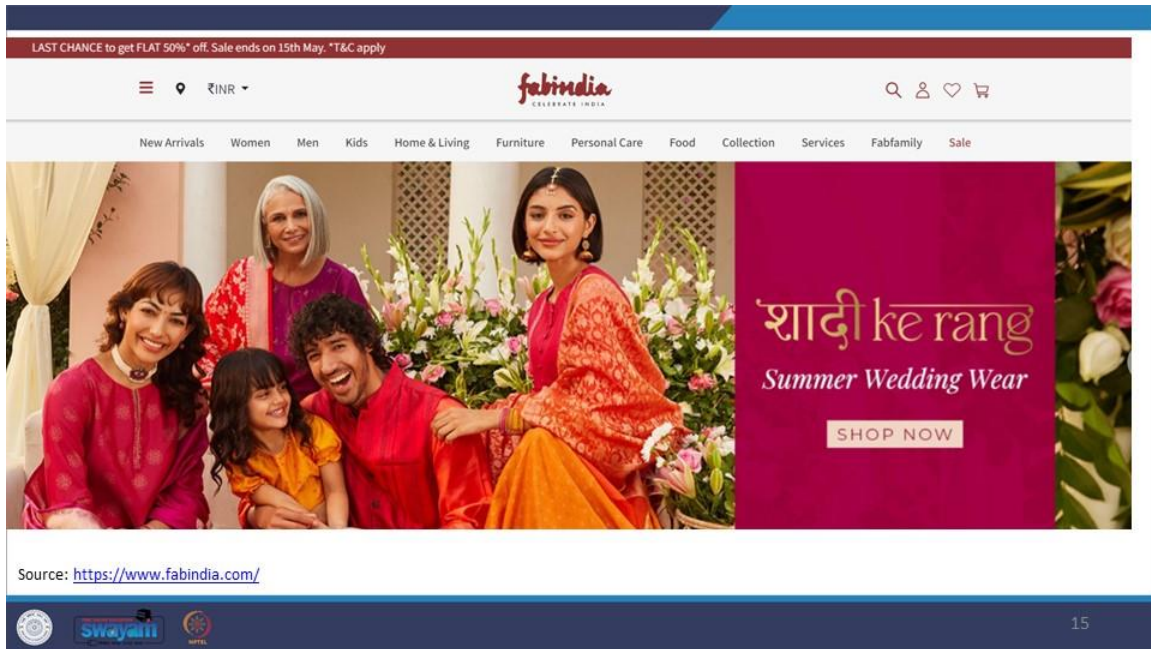 LAST CHANCE to get FLAT 50%* off. Sale ends on 15th May. *T&C apply
₹INR
fabindia
CELEBRATE INDIA
New Arrivals Women Men Kids Home & Living Furniture Personal Care Food Collection Services Fabfamily Sale
शादी ke rang
Summer Wedding Wear
SHOP NOW
Source: https://www.fabindia.com/
swayam NPTEL 15